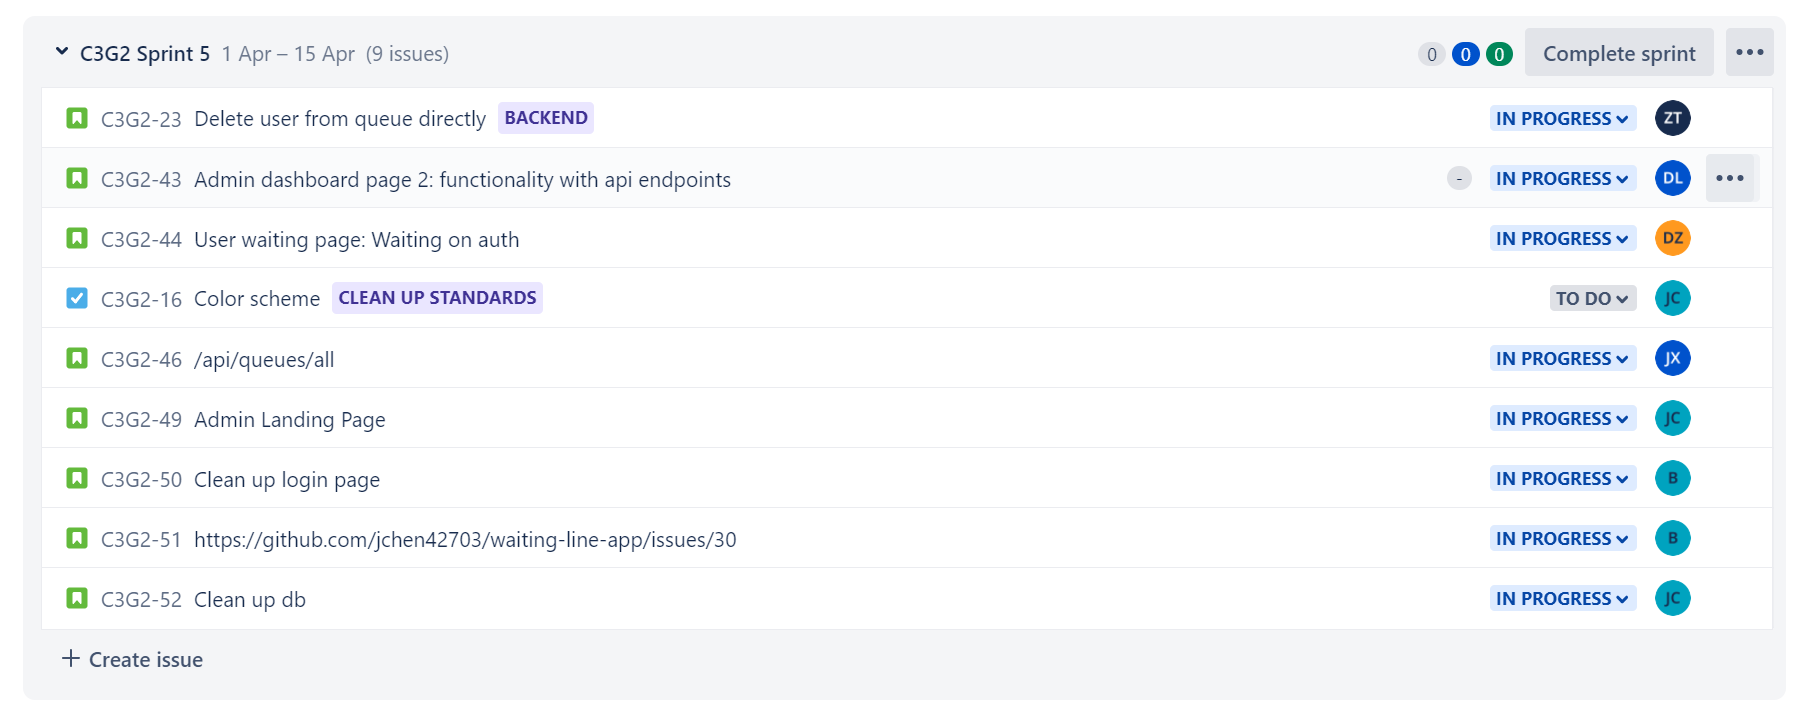 C3G2 Sprint 5 1 Apr – 15 Apr (9 issues) 0 0 0 Complete sprint
C3G2-23 Delete user from queue directly BACKEND IN PROGRESS ZT
C3G2-43 Admin dashboard page 2: functionality with api endpoints - IN PROGRESS DL
C3G2-44 User waiting page: Waiting on auth IN PROGRESS DZ
C3G2-16 Color scheme CLEAN UP STANDARDS TO DO JC
C3G2-46 /api/queues/all IN PROGRESS JX
C3G2-49 Admin Landing Page IN PROGRESS JC
C3G2-50 Clean up login page IN PROGRESS B
C3G2-51 https://github.com/jchen42703/waiting-line-app/issues/30 IN PROGRESS B
C3G2-52 Clean up db IN PROGRESS JC
+ Create issue